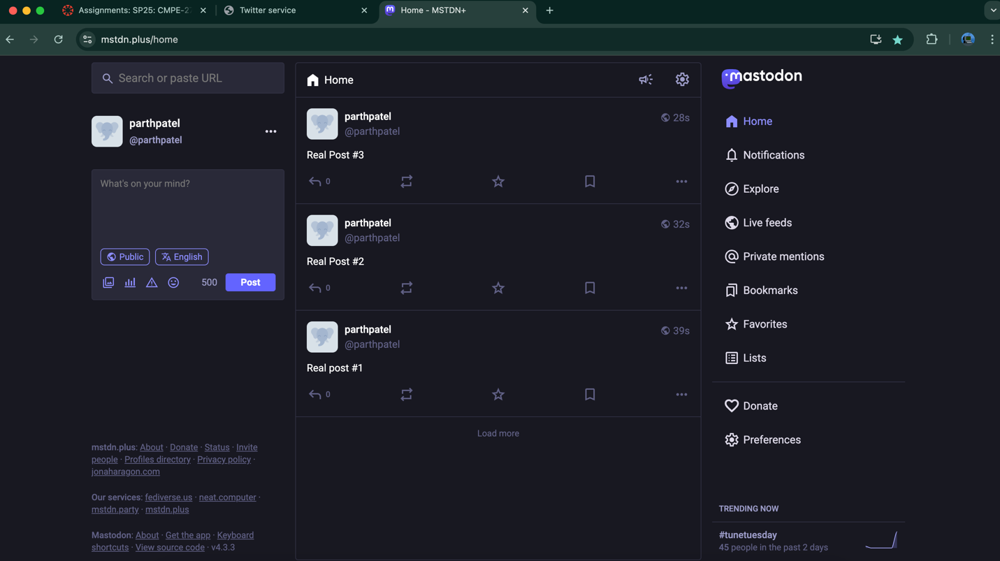 Assignments: SP25: CMPE-27
Twitter service
Home - MSTDN+
mstdn.plus/home
Search or paste URL
parthpatel
@parthpatel
What's on your mind?
Public
English
500
Post
mstdn.plus: About · Donate · Status · Invite
people · Profiles directory · Privacy policy ·
jonaharagon.com
Our services: fediverse.us · neat.computer ·
mstdn.party · mstdn.plus
Mastodon: About · Get the app · Keyboard
shortcuts · View source code · v4.3.3
Home
parthpatel
28s
@parthpatel
Real Post #3
0
parthpatel
32s
@parthpatel
Real Post #2
0
parthpatel
39s
@parthpatel
Real post #1
0
Load more
mastodon
Home
Notifications
Explore
Live feeds
Private mentions
Bookmarks
Favorites
Lists
Donate
Preferences
TRENDING NOW
#tunetuesday
45 people in the past 2 days